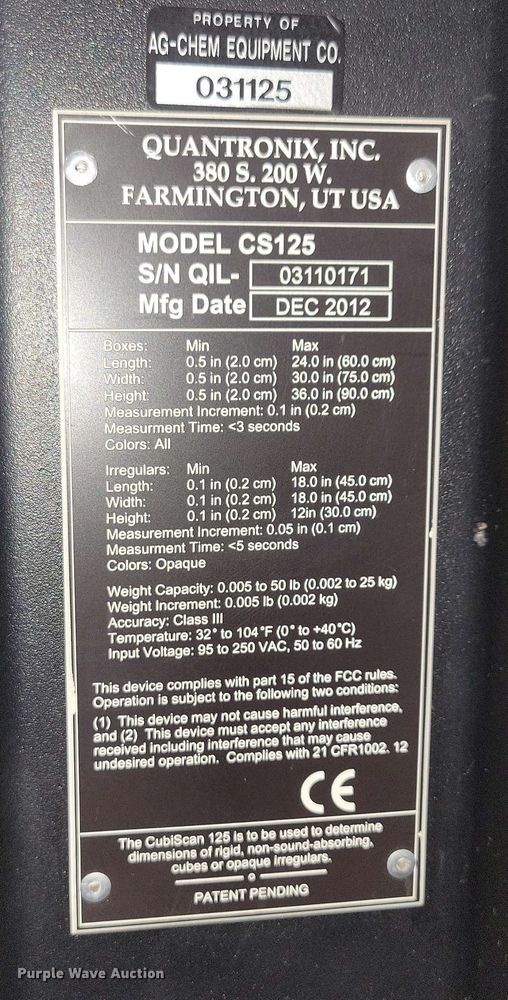 PROPERTY OF
AG-CHEM EQUIPMENT CO.
031125
QUANTRONIX, INC.
380 S. 200 W.
FARMINGTON, UT USA
MODEL CS125
S/N QIL- 03110171
Mfg Date DEC 2012
Boxes: Min Max
Length: 0.5 in (2.0 cm) 24.0 in (60.0 cm)
Width: 0.5 in (2.0 cm) 30.0 in (75.0 cm)
Height: 0.5 in (2.0 cm) 36.0 in (90.0 cm)
Measurement Increment: 0.1 in (0.2 cm)
Measurment Time: <3 seconds
Colors: All
Irregulars: Min Max
Length: 0.1 in (0.2 cm) 18.0 in (45.0 cm)
Width: 0.1 in (0.2 cm) 18.0 in (45.0 cm)
Height: 0.1 in (0.2 cm) 12in (30.0 cm)
Measurement Increment: 0.05 in (0.1 cm)
Measurment Time: <5 seconds
Colors: Opaque
Weight Capacity: 0.005 to 50 lb (0.002 to 25 kg)
Weight Increment: 0.005 lb (0.002 kg)
Accuracy: Class III
Temperature: 32° to 104°F (0° to +40°C)
Input Voltage: 95 to 250 VAC, 50 to 60 Hz
This device complies with part 15 of the FCC rules.
Operation is subject to the following two conditions:
(1) This device may not cause harmful interference,
and (2) This device must accept any interference
received including interference that may cause
undesired operation. Complies with 21 CFR1002. 12
CE
The CubiScan 125 is to be used to determine
dimensions of rigid, non-sound-absorbing,
cubes or opaque irregulars.
PATENT PENDING
Purple Wave Auction